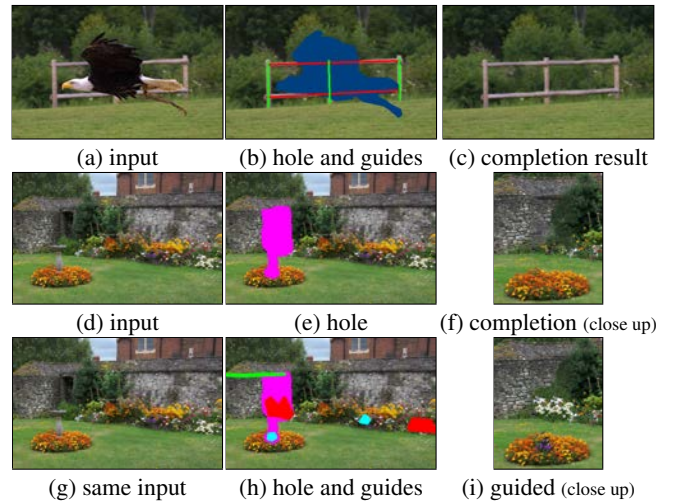 (a) input (b) hole and guides (c) completion result
(d) input (e) hole (f) completion (close up)
(g) same input (h) hole and guides (i) guided (close up)